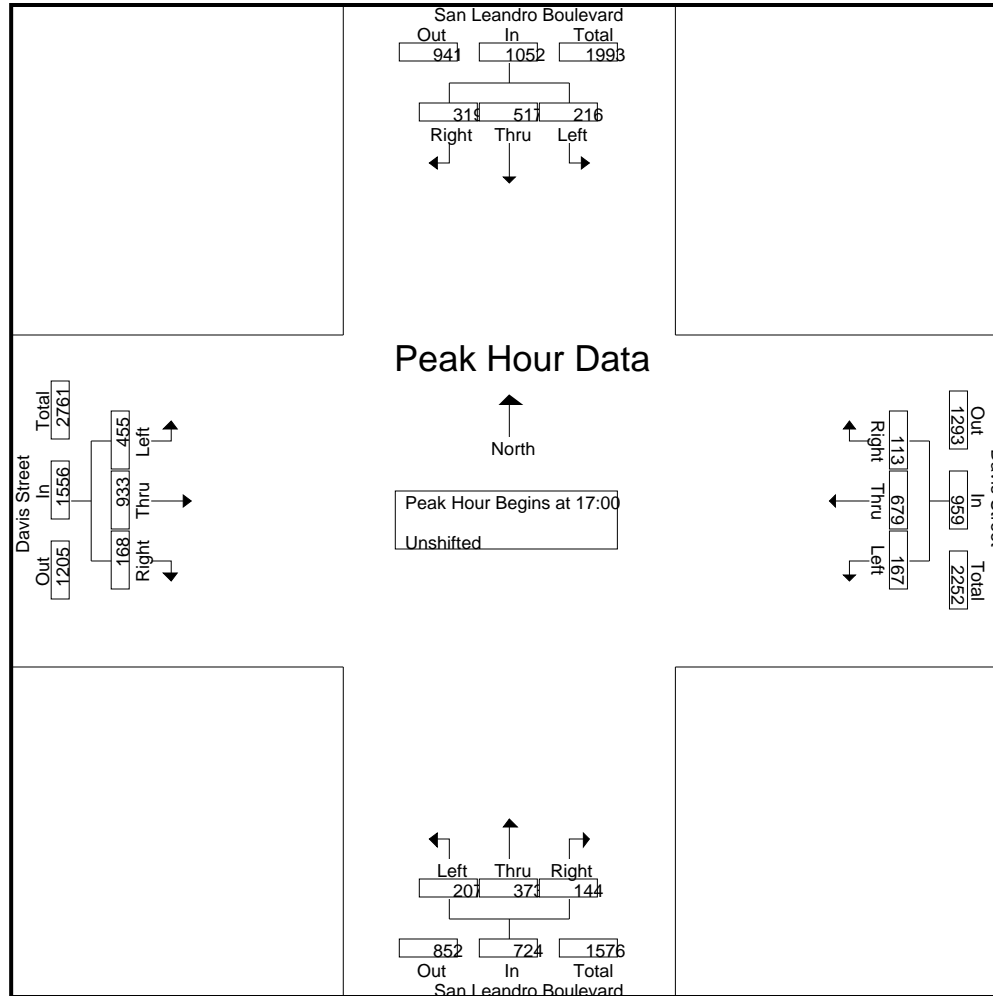 San Leandro Boulevard
Out In Total
941 1052 1993
319 517 216
Right Thru Left
Peak Hour Data
North
Peak Hour Begins at 17:00
Unshifted
Davis Street
Total In Out
2761 1556 1205
455 933 168
Left Thru Right
Right Thru Left
113 679 167
1293 959 2252
Out In Total
Davis Street
Left Thru Right
207 373 144
852 724 1576
Out In Total
San Leandro Boulevard